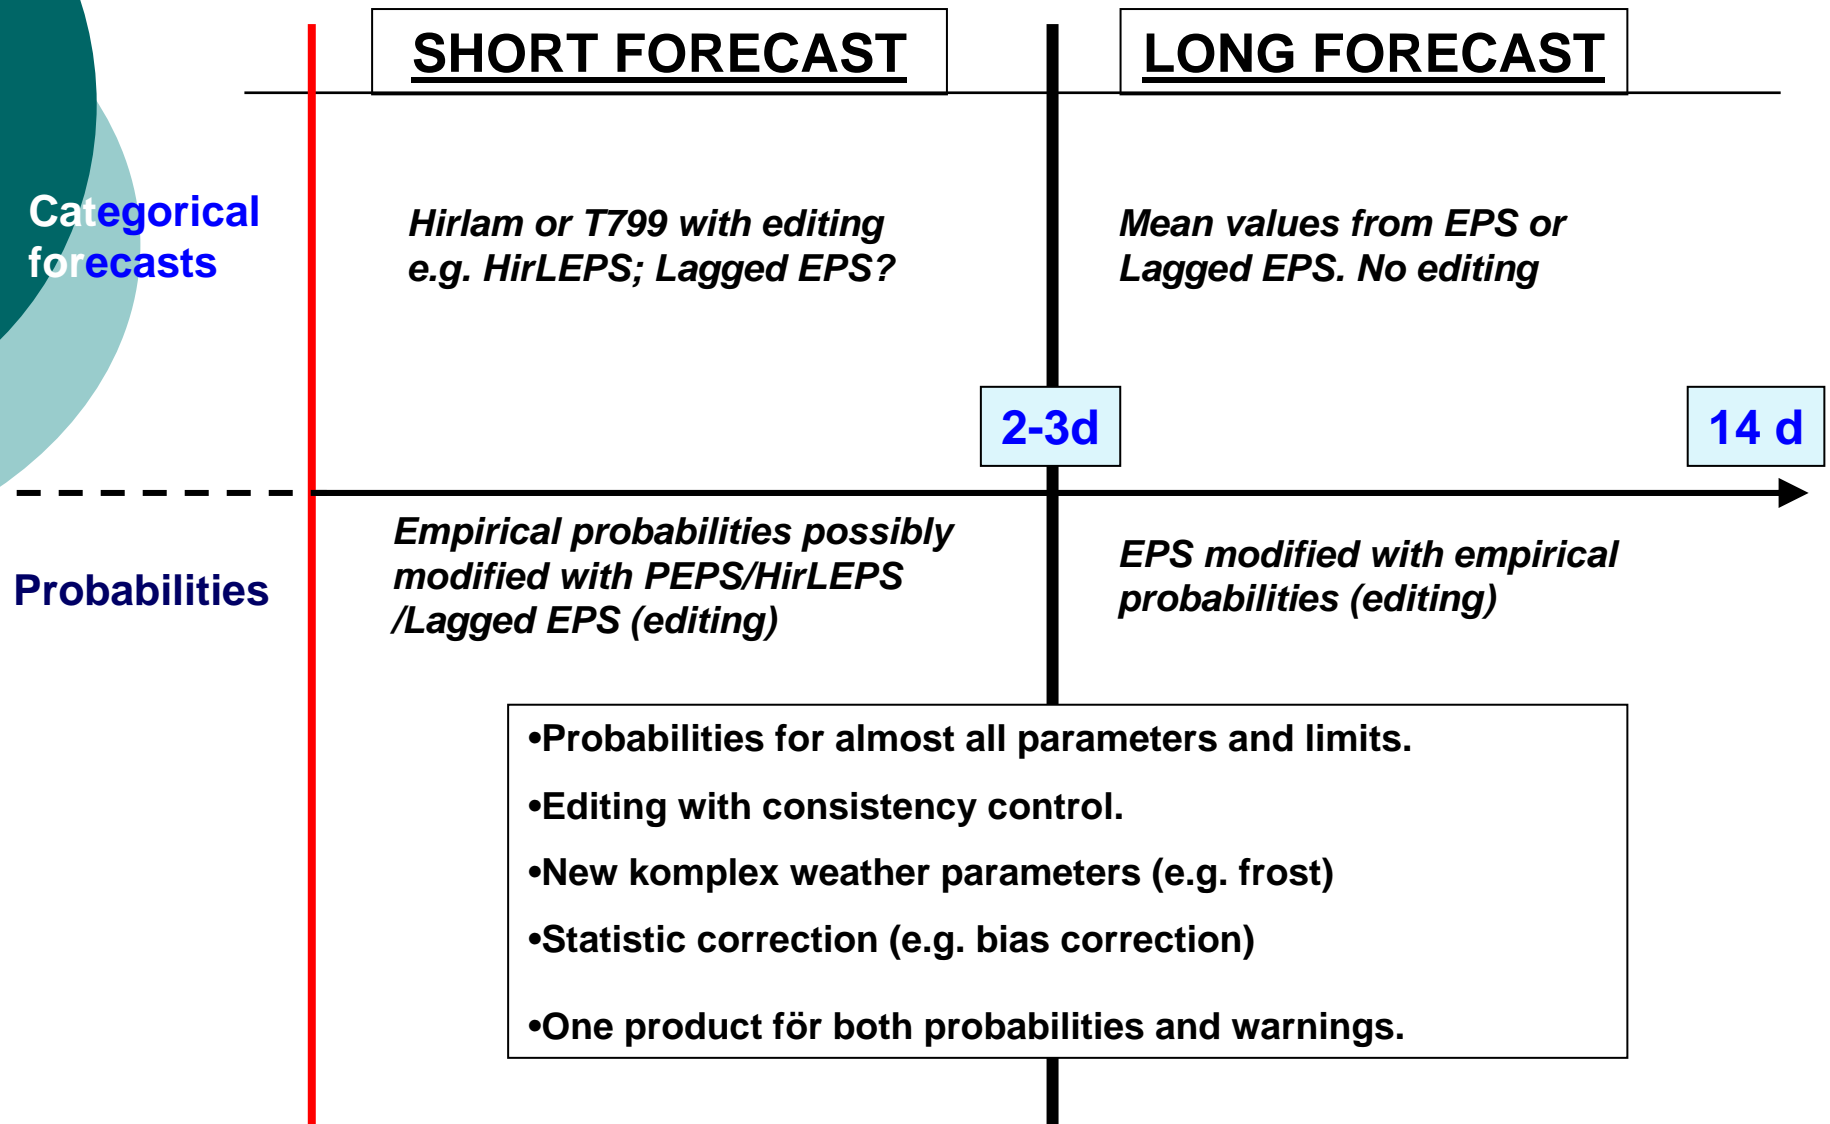 SHORT FORECAST
LONG FORECAST
Categorical
forecasts
Hirlam or T799 with editing
e.g. HirLEPS; Lagged EPS?
Mean values from EPS or
Lagged EPS. No editing
2-3d
14 d
Probabilities
Empirical probabilities possibly
modified with PEPS/HirLEPS
/Lagged EPS (editing)
EPS modified with empirical
probabilities (editing)
•Probabilities for almost all parameters and limits.
•Editing with consistency control.
•New komplex weather parameters (e.g. frost)
•Statistic correction (e.g. bias correction)
•One product för both probabilities and warnings.